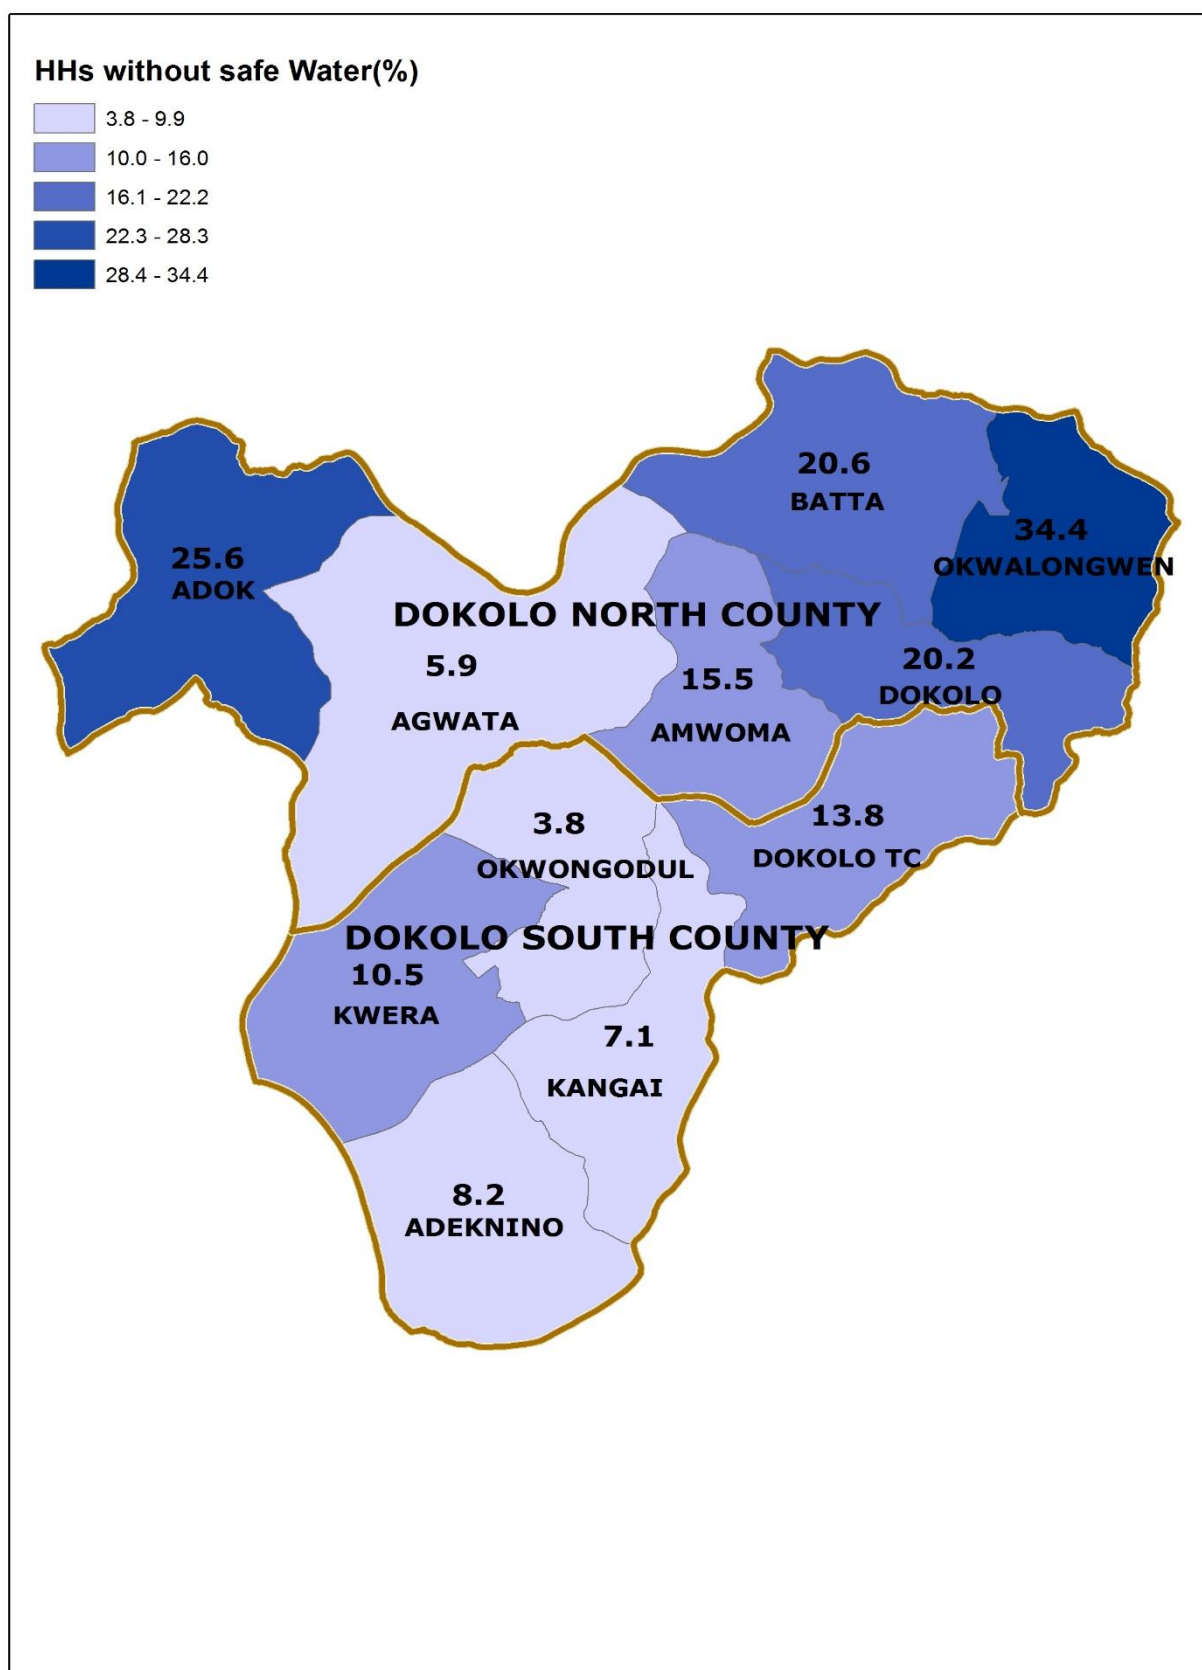 HHs without safe Water(%)
3.8 - 9.9
10.0 - 16.0
16.1 - 22.2
22.3 - 28.3
28.4 - 34.4
20.6
BATTA
34.4
OKWALONGWEN
25.6
ADOK
DOKOLO NORTH COUNTY
5.9
AGWATA
15.5
AMWOMA
20.2
DOKOLO
13.8
DOKOLO TC
3.8
OKWONGODUL
DOKOLO SOUTH COUNTY
10.5
KWERA
7.1
KANGAI
8.2
ADEKNINO